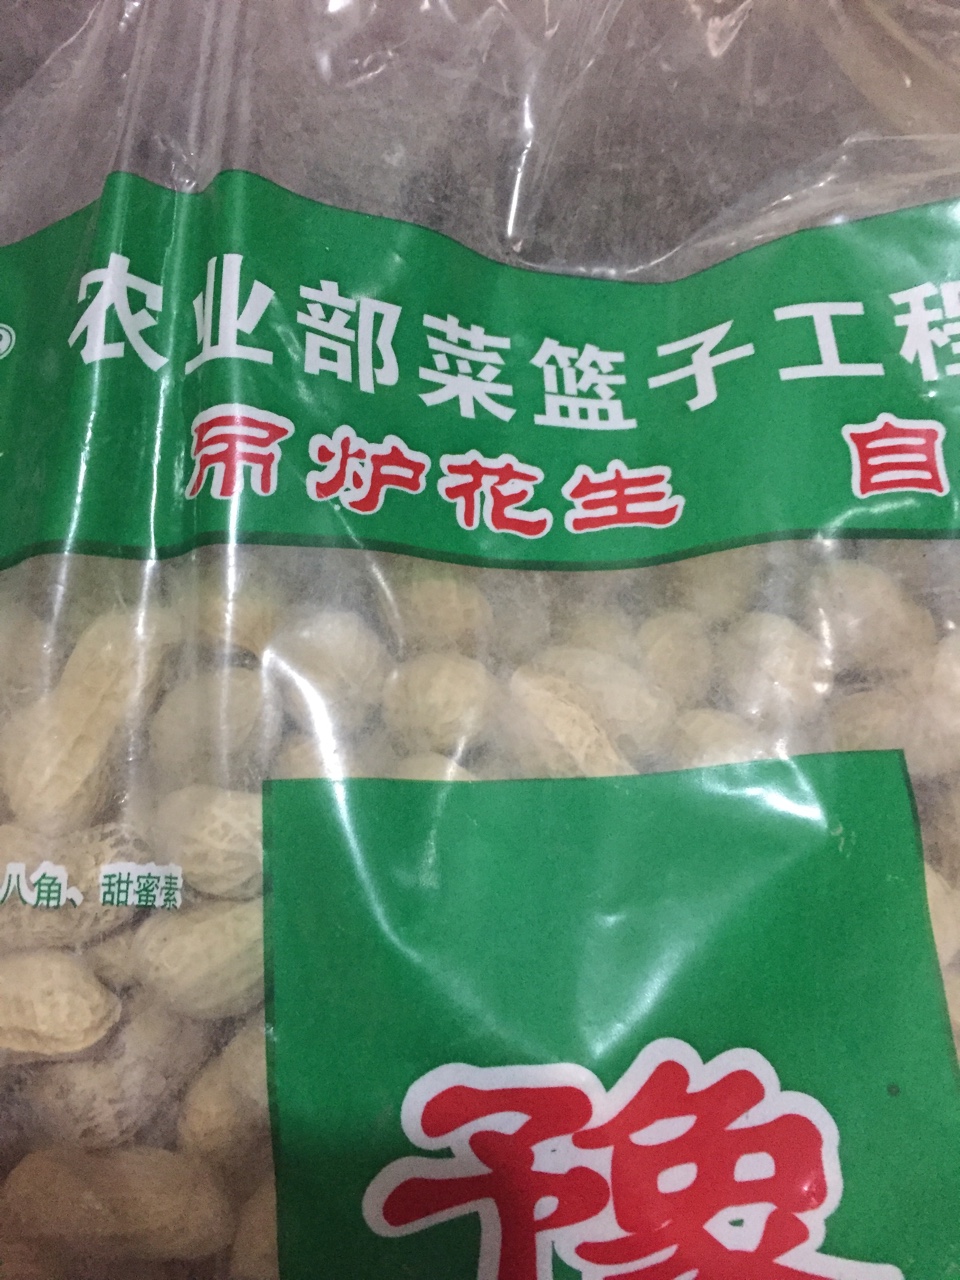 农业部菜篮子工程
吊炉花生 自
八角、甜蜜素
豫